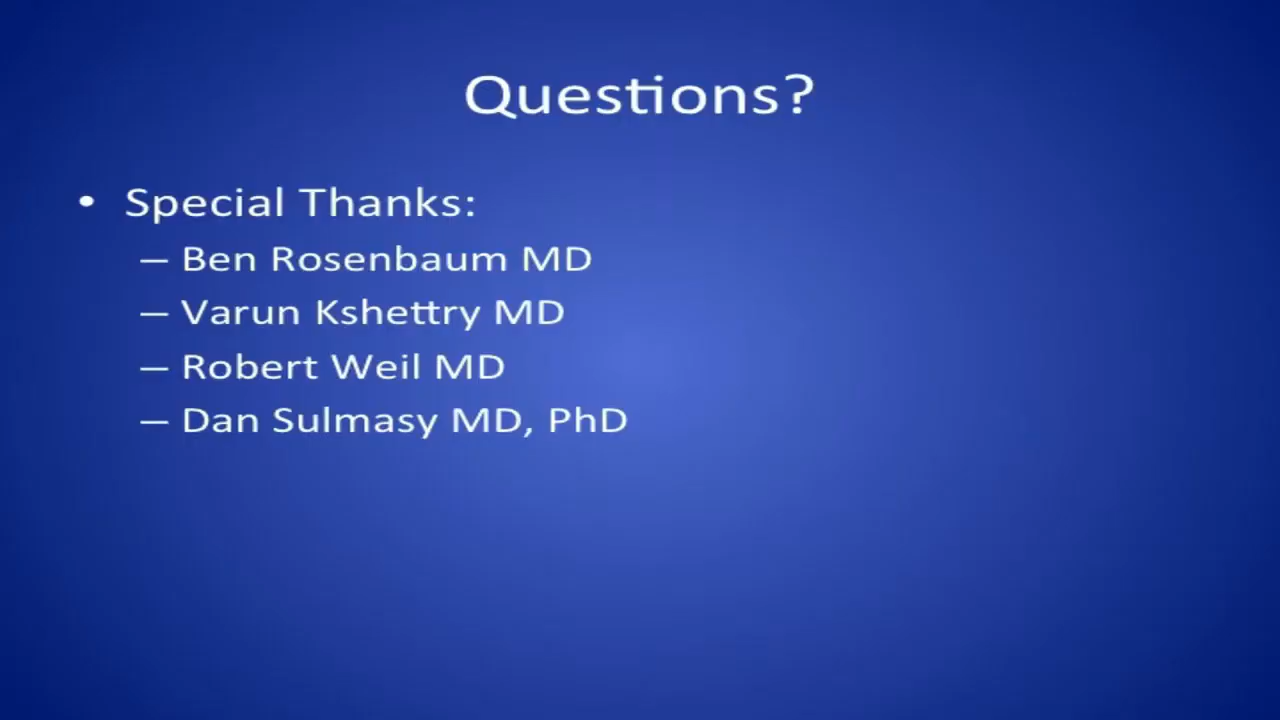 Questions?
• Special Thanks:
– Ben Rosenbaum MD
– Varun Kshettry MD
– Robert Weil MD
– Dan Sulmasy MD, PhD